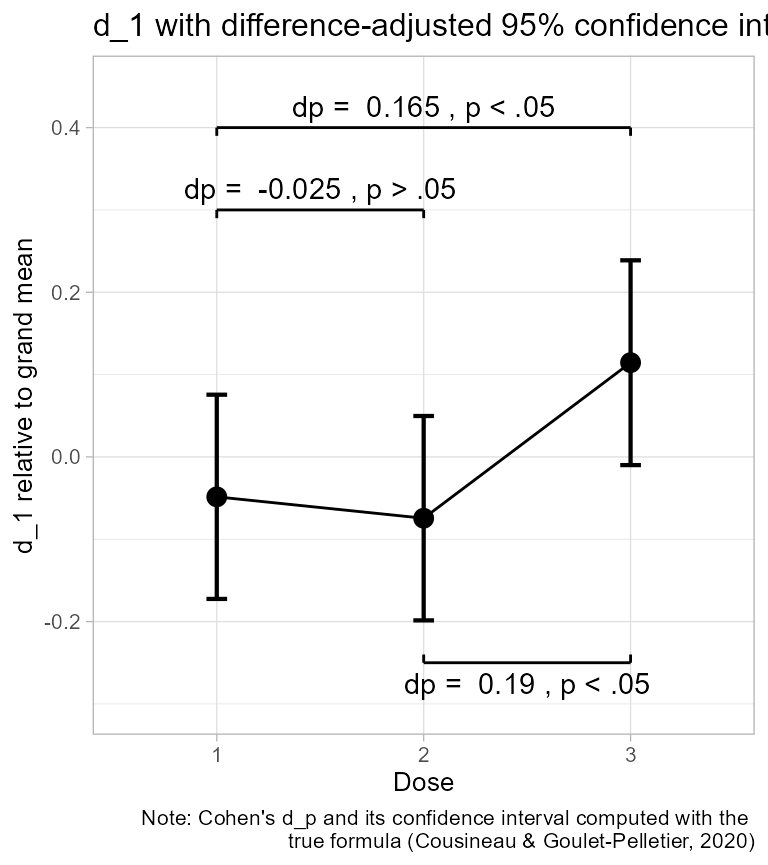 d_1 with difference-adjusted 95% confidence int
dp =  0.165 , p < .05
0.4
dp =  -0.025 , p > .05
0.2
0.0
-0.2
d_1 relative to grand mean
dp =  0.19 , p < .05
1 2 3
Dose
Note: Cohen's d_p and its confidence interval computed with the
true formula (Cousineau & Goulet-Pelletier, 2020)